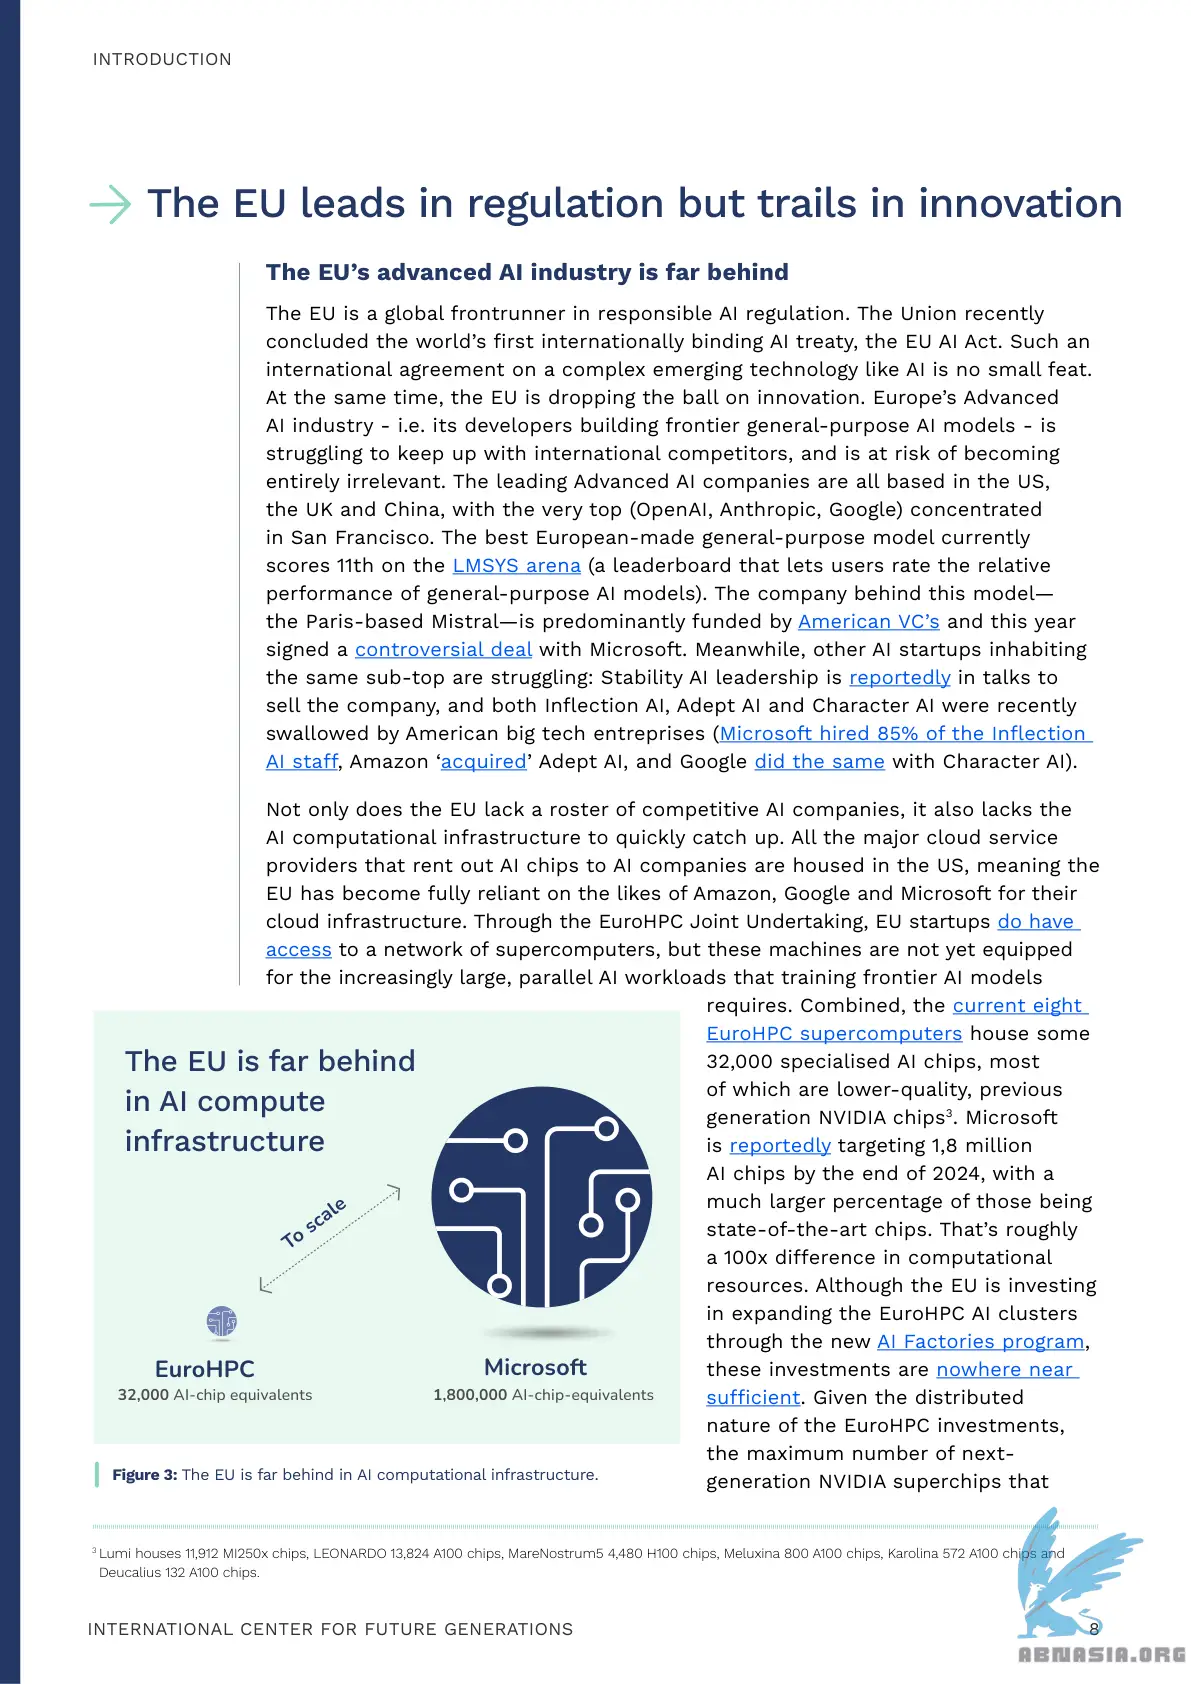 INTRODUCTION
The EU leads in regulation but trails in innovation
The EU's advanced AI industry is far behind
The EU is a global frontrunner in responsible AI regulation. The Union recently
concluded the world's first internationally binding AI treaty, the EU AI Act. Such an
international agreement on a complex emerging technology like AI is no small feat.
At the same time, the EU is dropping the ball on innovation. Europe's Advanced
AI industry - i.e. its developers building frontier general-purpose AI models - is
struggling to keep up with international competitors, and is at risk of becoming
entirely irrelevant. The leading Advanced AI companies are all based in the US,
the UK and China, with the very top (OpenAI, Anthropic, Google) concentrated
in San Francisco. The best European-made general-purpose model currently
scores 11th on the LMSYS arena (a leaderboard that lets users rate the relative
performance of general-purpose AI models). The company behind this model—
the Paris-based Mistral—is predominantly funded by American VC's and this year
signed a controversial deal with Microsoft. Meanwhile, other AI startups inhabiting
the same sub-top are struggling: Stability AI leadership is reportedly in talks to
sell the company, and both Inflection AI, Adept AI and Character AI were recently
swallowed by American big tech entreprises (Microsoft hired 85% of the Inflection
AI staff, Amazon ‘acquired’ Adept AI, and Google did the same with Character AI).
Not only does the EU lack a roster of competitive AI companies, it also lacks the
AI computational infrastructure to quickly catch up. All the major cloud service
providers that rent out AI chips to AI companies are housed in the US, meaning the
EU has become fully reliant on the likes of Amazon, Google and Microsoft for their
cloud infrastructure. Through the EuroHPC Joint Undertaking, EU startups do have
access to a network of supercomputers, but these machines are not yet equipped
for the increasingly large, parallel AI workloads that training frontier AI models
requires. Combined, the current eight
EuroHPC supercomputers house some
32,000 specialised AI chips, most
of which are lower-quality, previous
generation NVIDIA chips³. Microsoft
is reportedly targeting 1,8 million
AI chips by the end of 2024, with a
much larger percentage of those being
state-of-the-art chips. That's roughly
a 100x difference in computational
resources. Although the EU is investing
in expanding the EuroHPC AI clusters
through the new AI Factories program,
these investments are nowhere near
sufficient. Given the distributed
nature of the EuroHPC investments,
the maximum number of next-
generation NVIDIA superchips that
The EU is far behind
in AI compute
infrastructure
To scale
EuroHPC
32,000 AI-chip equivalents
Microsoft
1,800,000 AI-chip-equivalents
Figure 3: The EU is far behind in AI computational infrastructure.
³ Lumi houses 11,912 MI250x chips, LEONARDO 13,824 A100 chips, MareNostrum5 4,480 H100 chips, Meluxina 800 A100 chips, Karolina 572 A100 chips and
Deucalius 132 A100 chips.
INTERNATIONAL CENTER FOR FUTURE GENERATIONS
8
ABNASIA.ORG